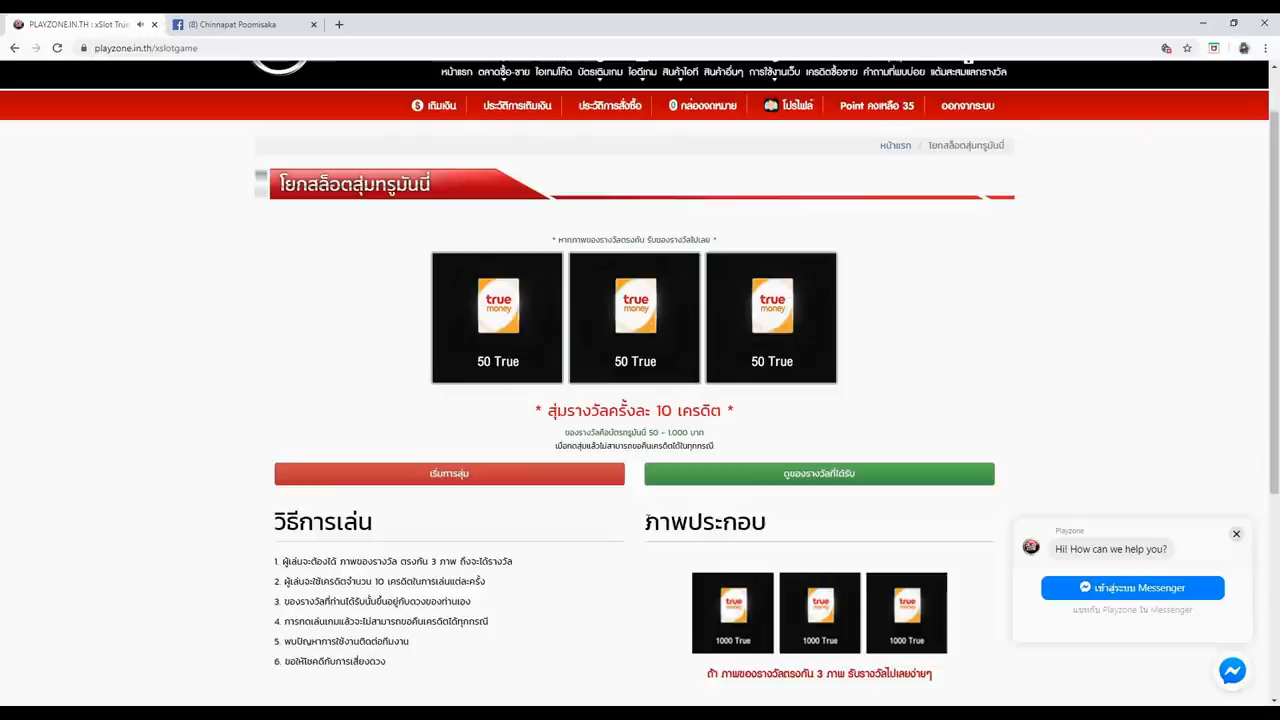 PLAYZONE.IN.TH : xSlot True
(8) Chinnapat Poomisaka
playzone.in.th/xslotgame
หน้าแรก ตลาดซื้อ-ขาย ไอเทมโค๊ด บัตรเติมเกม ไอดีเกม สินค้าไอที สินค้าอื่นๆ การใช้งานเว็บ เครดิตซื้อขาย คำถามที่พบบ่อย แต้มสะสมแลกรางวัล
เติมเงิน ประวัติการเติมเงิน ประวัติการสั่งซื้อ 0 กล่องจดหมาย โปรไฟล์ Point คงเหลือ 35 ออกจากระบบ
หน้าแรก / โยกสล็อตสุ่มทรูมันนี่
โยกสล็อตสุ่มทรูมันนี่
* หากภาพของรางวัลตรงกัน รับของรางวัลไปเลย *
true money true money true money
50 True 50 True 50 True
* สุ่มรางวัลครั้งละ 10 เครดิต *
ของรางวัลคือบัตรทรูมันนี่ 50 - 1,000 บาท
เมื่อกดสุ่มแล้วไม่สามารถขอคืนเครดิตได้ในทุกกรณี
เริ่มการสุ่ม ดูของรางวัลที่ได้รับ
วิธีการเล่น
1. ผู้เล่นจะต้องได้ ภาพของรางวัล ตรงกัน 3 ภาพ ถึงจะได้รางวัล
2. ผู้เล่นจะใช้เครดิตจำนวน 10 เครดิตในการเล่นแต่ละครั้ง
3. ของรางวัลที่ท่านได้รับนั้นขึ้นอยู่กับดวงของท่านเอง
4. การกดเล่นเกมแล้วจะไม่สามารถขอคืนเครดิตได้ทุกกรณี
5. พบปัญหาการใช้งานติดต่อทีมงาน
6. ขอให้โชคดีกับการเสี่ยงดวง
ภาพประกอบ
true money true money true money
1000 True 1000 True 1000 True
ถ้า ภาพของรางวัลตรงกัน 3 ภาพ รับรางวัลไปเลยง่ายๆ
Playzone
Hi! How can we help you?
เข้าสู่ระบบ Messenger
แชทกับ Playzone ใน Messenger